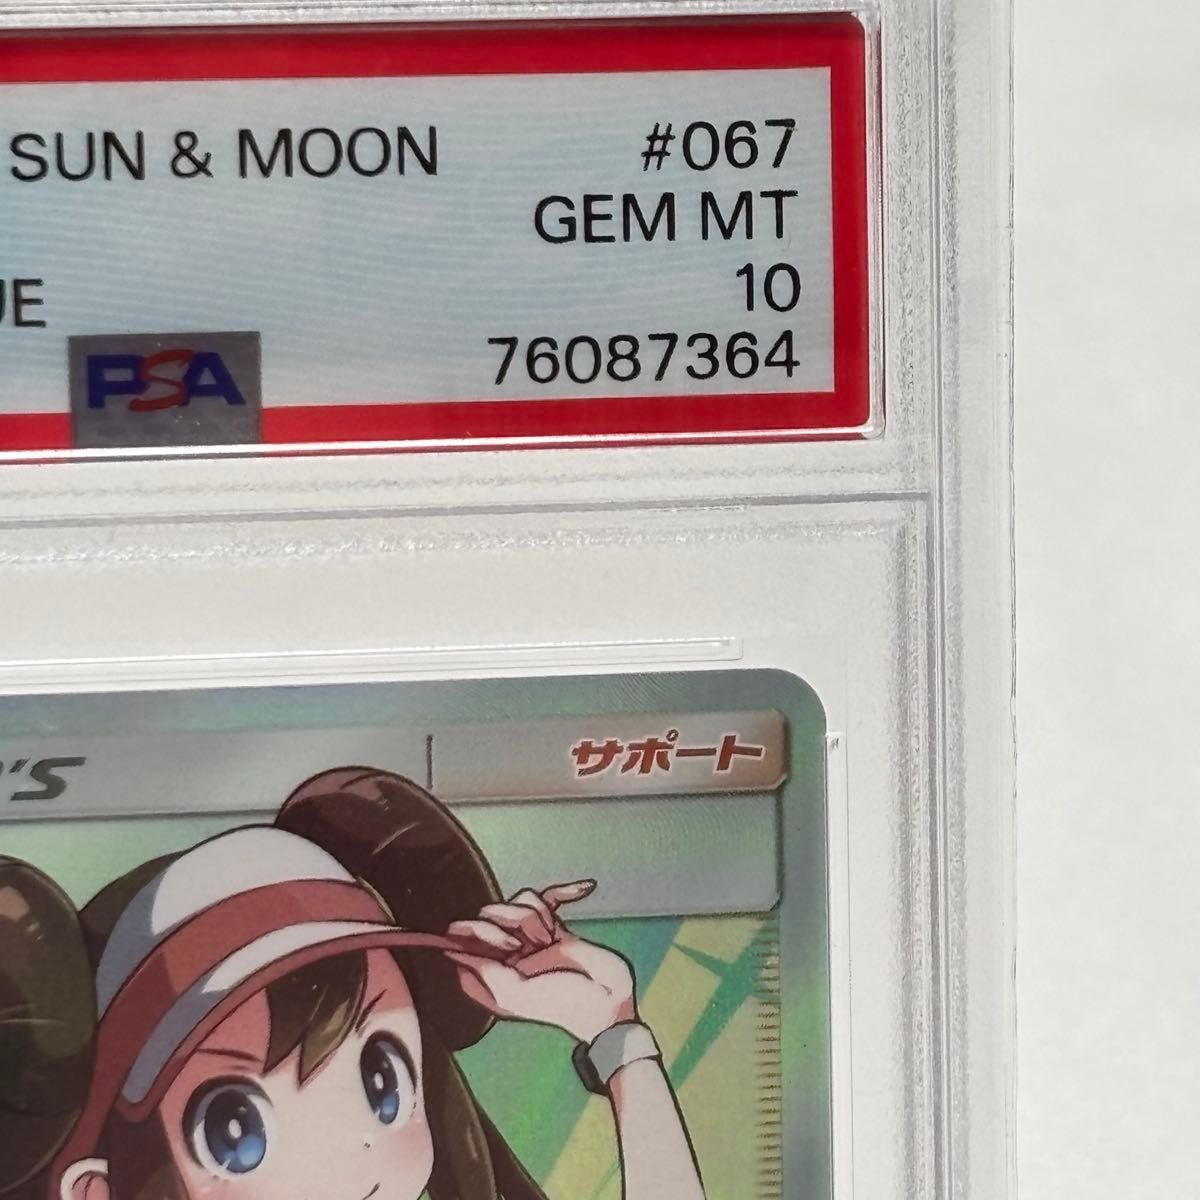 SUN & MOON #067
GEM MT
UE 10
PSA 76087364
'S サポート